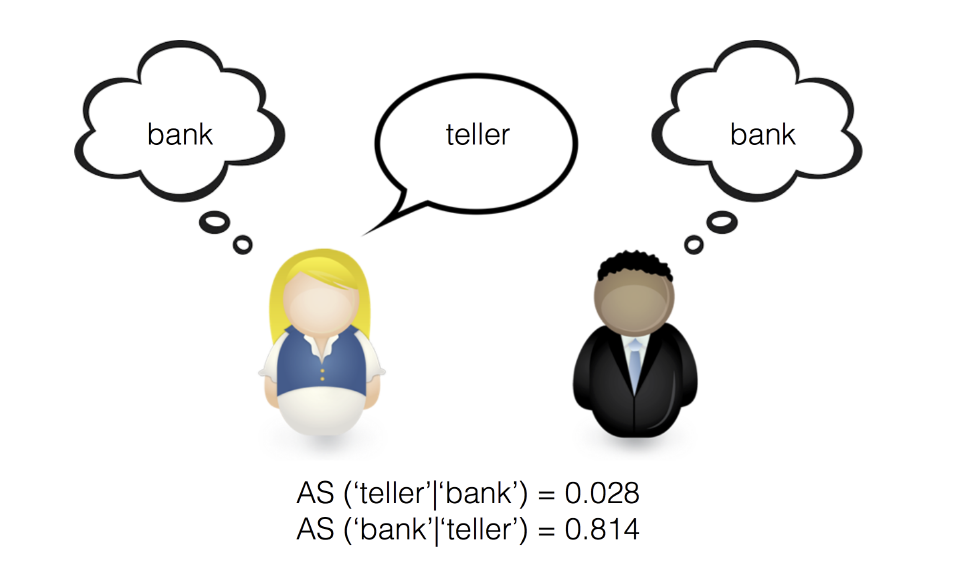 bank
teller
bank
AS (‘teller’|‘bank’) = 0.028
AS (‘bank’|‘teller’) = 0.814